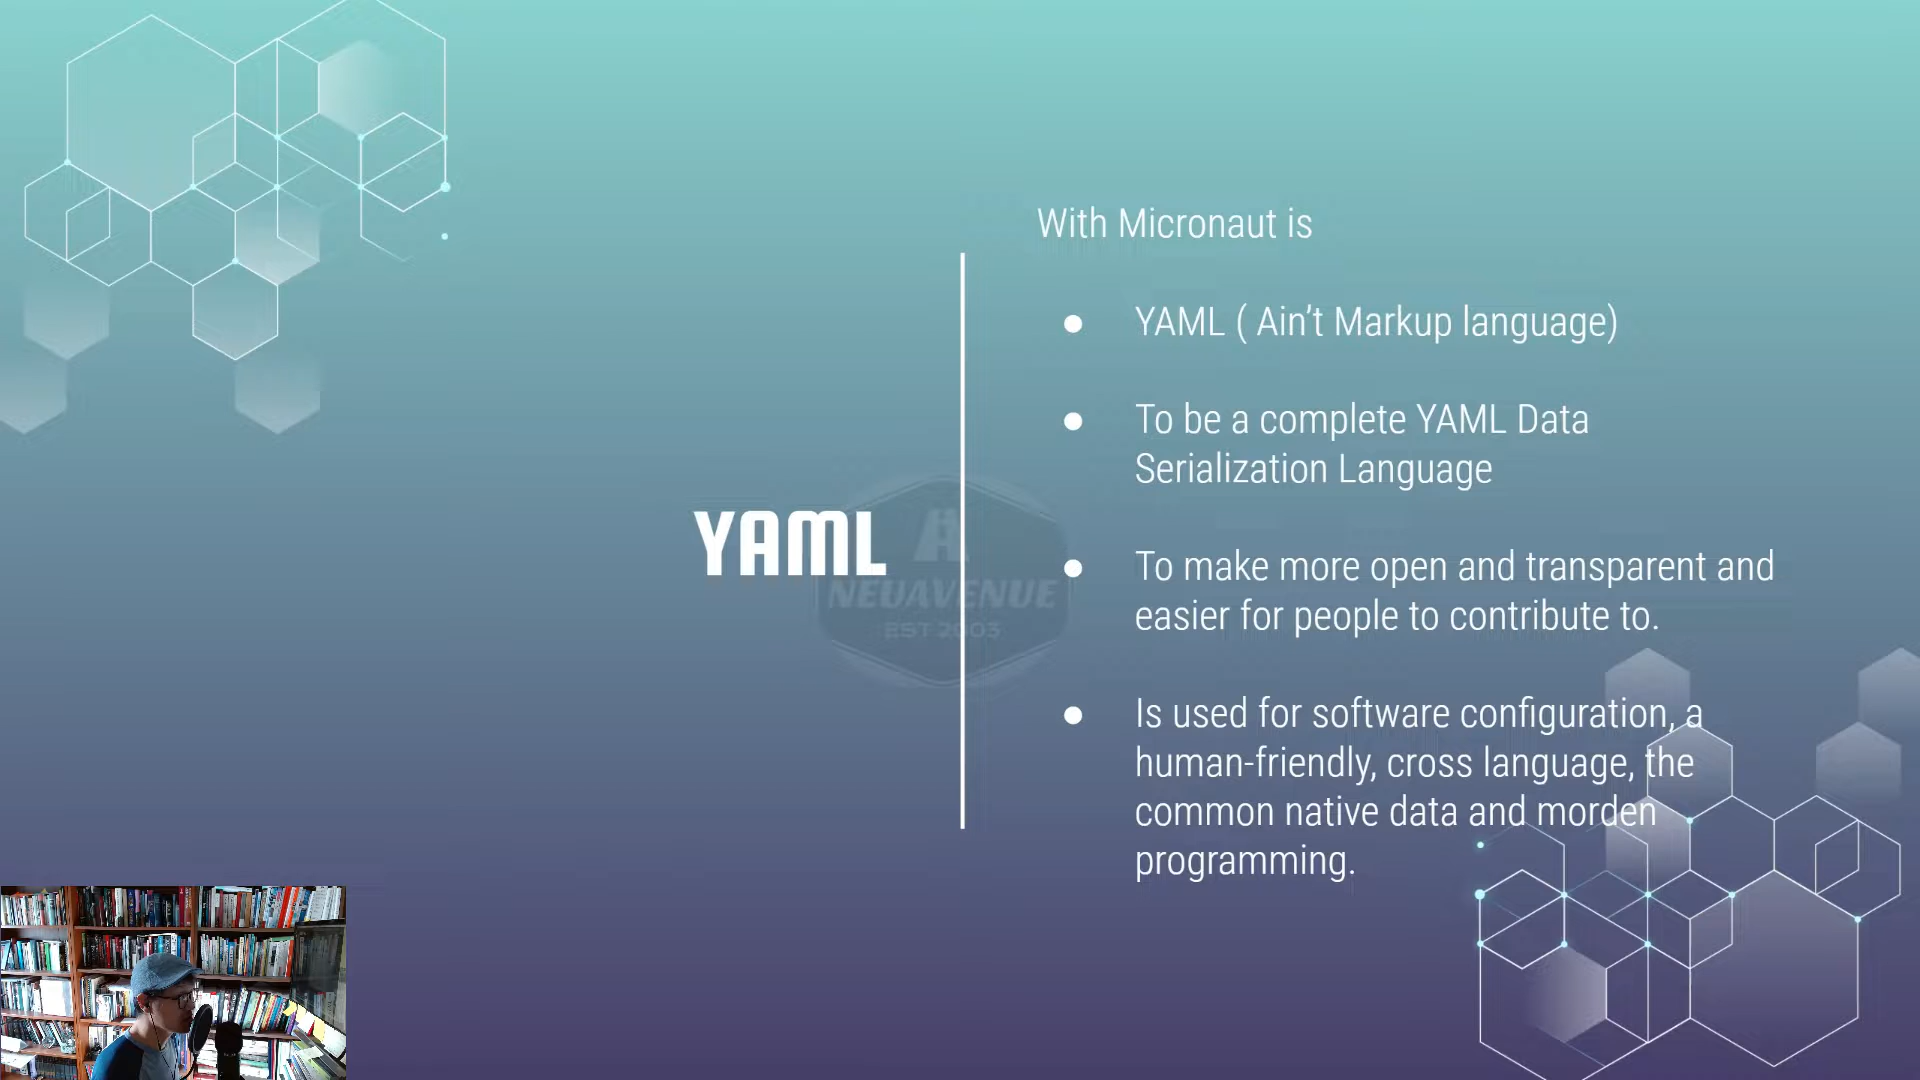 With Micronaut is
● YAML ( Ain’t Markup language)
● To be a complete YAML Data
Serialization Language
YAML
● To make more open and transparent and
easier for people to contribute to.
● Is used for software configuration, a
human-friendly, cross language, the
common native data and morden
programming.
NEUAVENUE
EST 2003